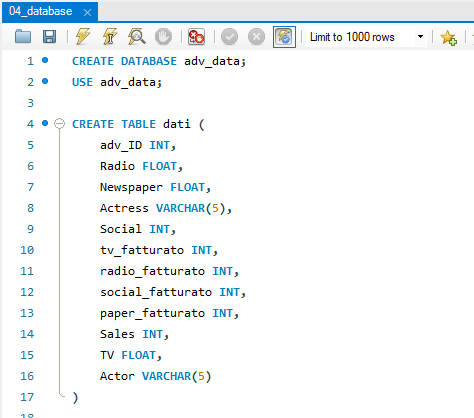 04_database
Limit to 1000 rows
1 CREATE DATABASE adv_data;
2 USE adv_data;
3
4 CREATE TABLE dati (
5 adv_ID INT,
6 Radio FLOAT,
7 Newspaper FLOAT,
8 Actress VARCHAR(5),
9 Social INT,
10 tv_fatturato INT,
11 radio_fatturato INT,
12 social_fatturato INT,
13 paper_fatturato INT,
14 Sales INT,
15 TV FLOAT,
16 Actor VARCHAR(5)
17 )
18